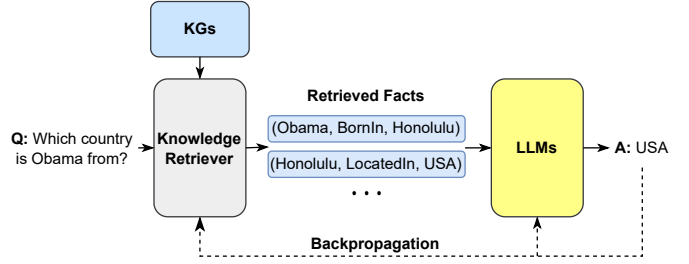 KGs
Retrieved Facts
Q: Which country
is Obama from?
Knowledge
Retriever
(Obama, BornIn, Honolulu)
(Honolulu, LocatedIn, USA)
• • •
LLMs
A: USA
Backpropagation